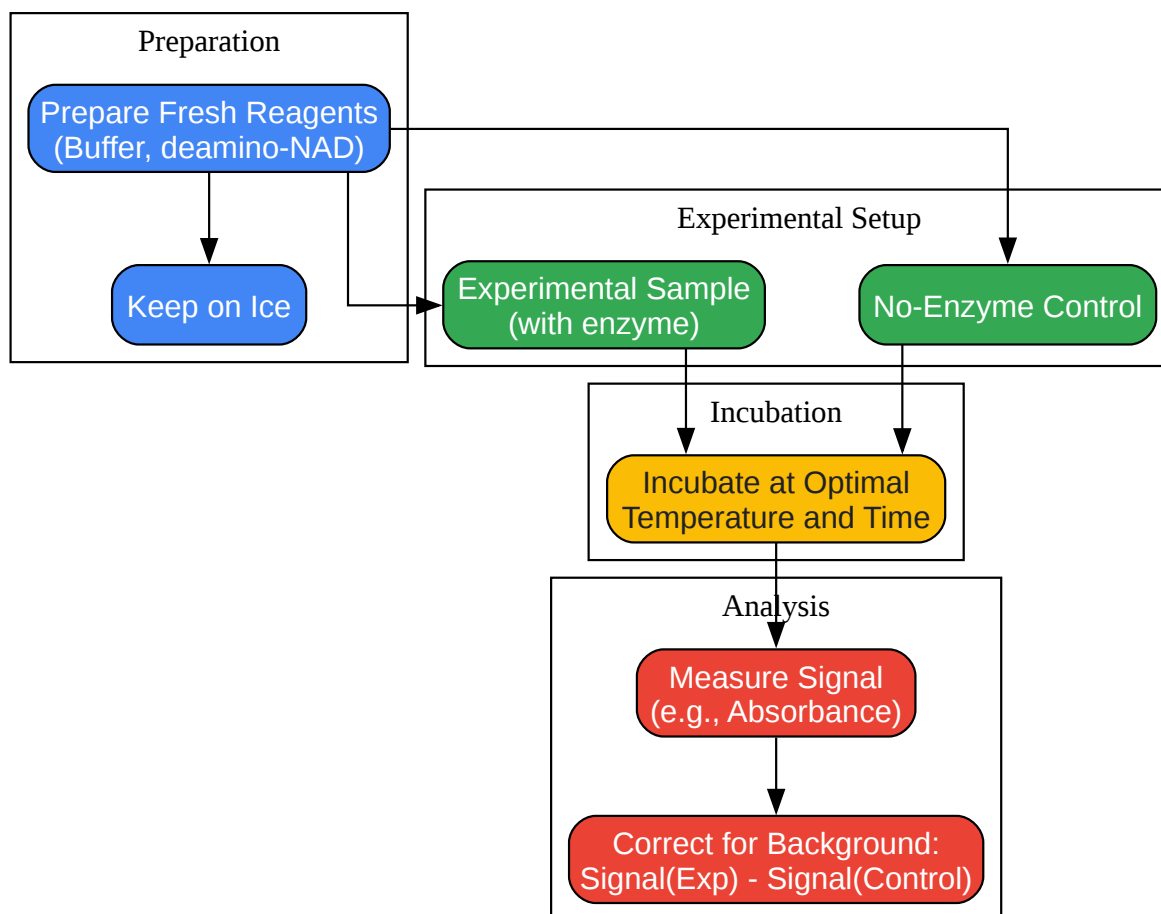 Preparation
Prepare Fresh Reagents
(Buffer, deamino-NAD)
Keep on Ice
Experimental Setup
Experimental Sample
(with enzyme)
No-Enzyme Control
Incubation
Incubate at Optimal
Temperature and Time
Analysis
Measure Signal
(e.g., Absorbance)
Correct for Background:
Signal(Exp) - Signal(Control)